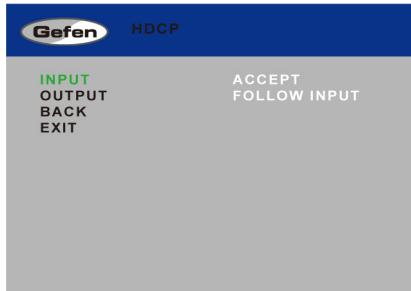 Gefen HDCP
INPUT ACCEPT
OUTPUT FOLLOW INPUT
BACK
EXIT